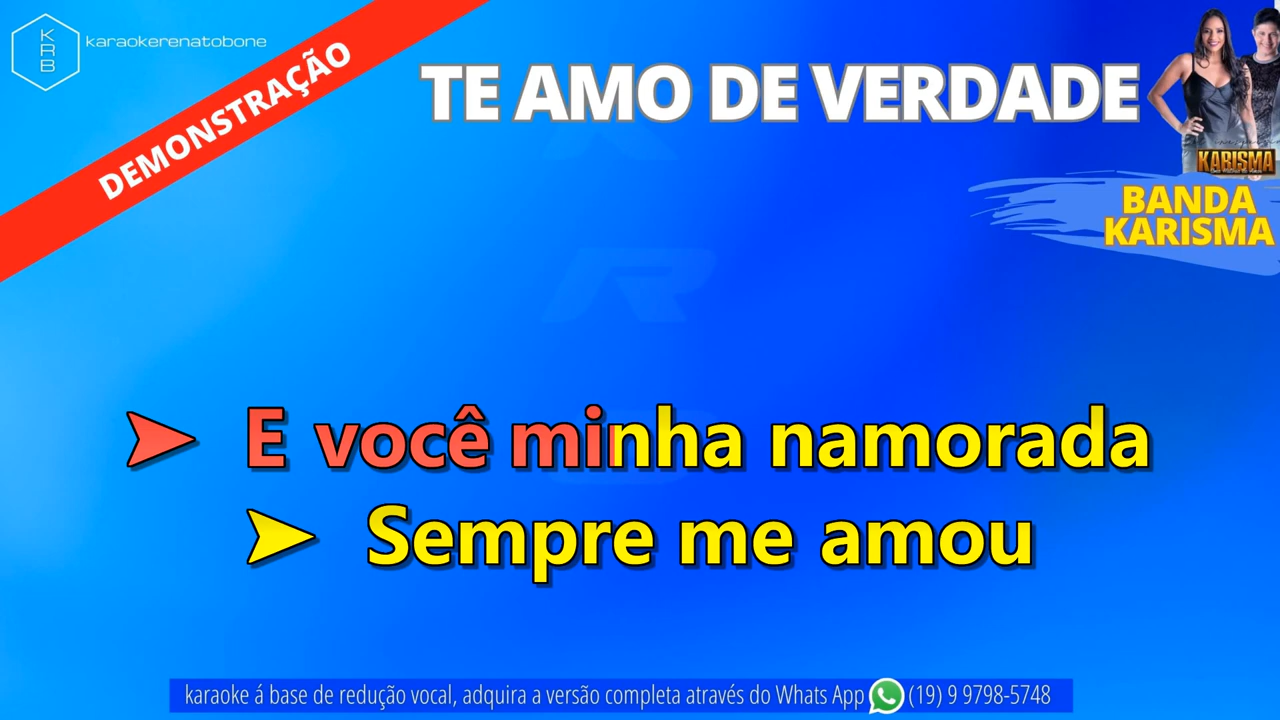 KRB
karaokerenatobone
DEMONSTRAÇÃO
TE AMO DE VERDADE
KARISMA
BANDA
KARISMA
➤ E você minha namorada
➤ Sempre me amou
karaoke á base de redução vocal, adquira a versão completa através do Whats App (19) 9 9798-5748